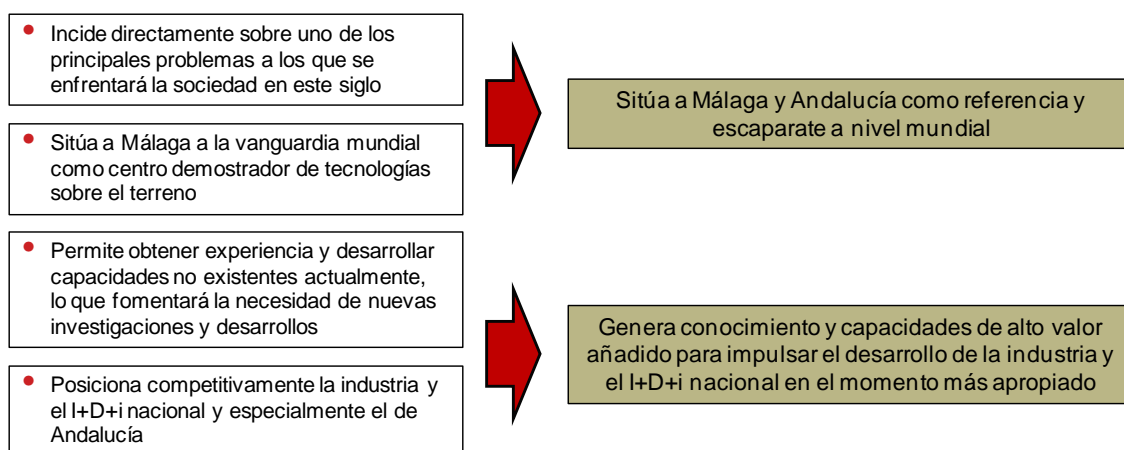 • Incide directamente sobre uno de los
principales problemas a los que se
enfrentará la sociedad en este siglo
• Sitúa a Málaga a la vanguardia mundial
como centro demostrador de tecnologías
sobre el terreno
Sitúa a Málaga y Andalucía como referencia y
escaparate a nivel mundial
• Permite obtener experiencia y desarrollar
capacidades no existentes actualmente,
lo que fomentará la necesidad de nuevas
investigaciones y desarrollos
• Posiciona competitivamente la industria y
el I+D+i nacional y especialmente el de
Andalucía
Genera conocimiento y capacidades de alto valor
añadido para impulsar el desarrollo de la industria y
el I+D+i nacional en el momento más apropiado